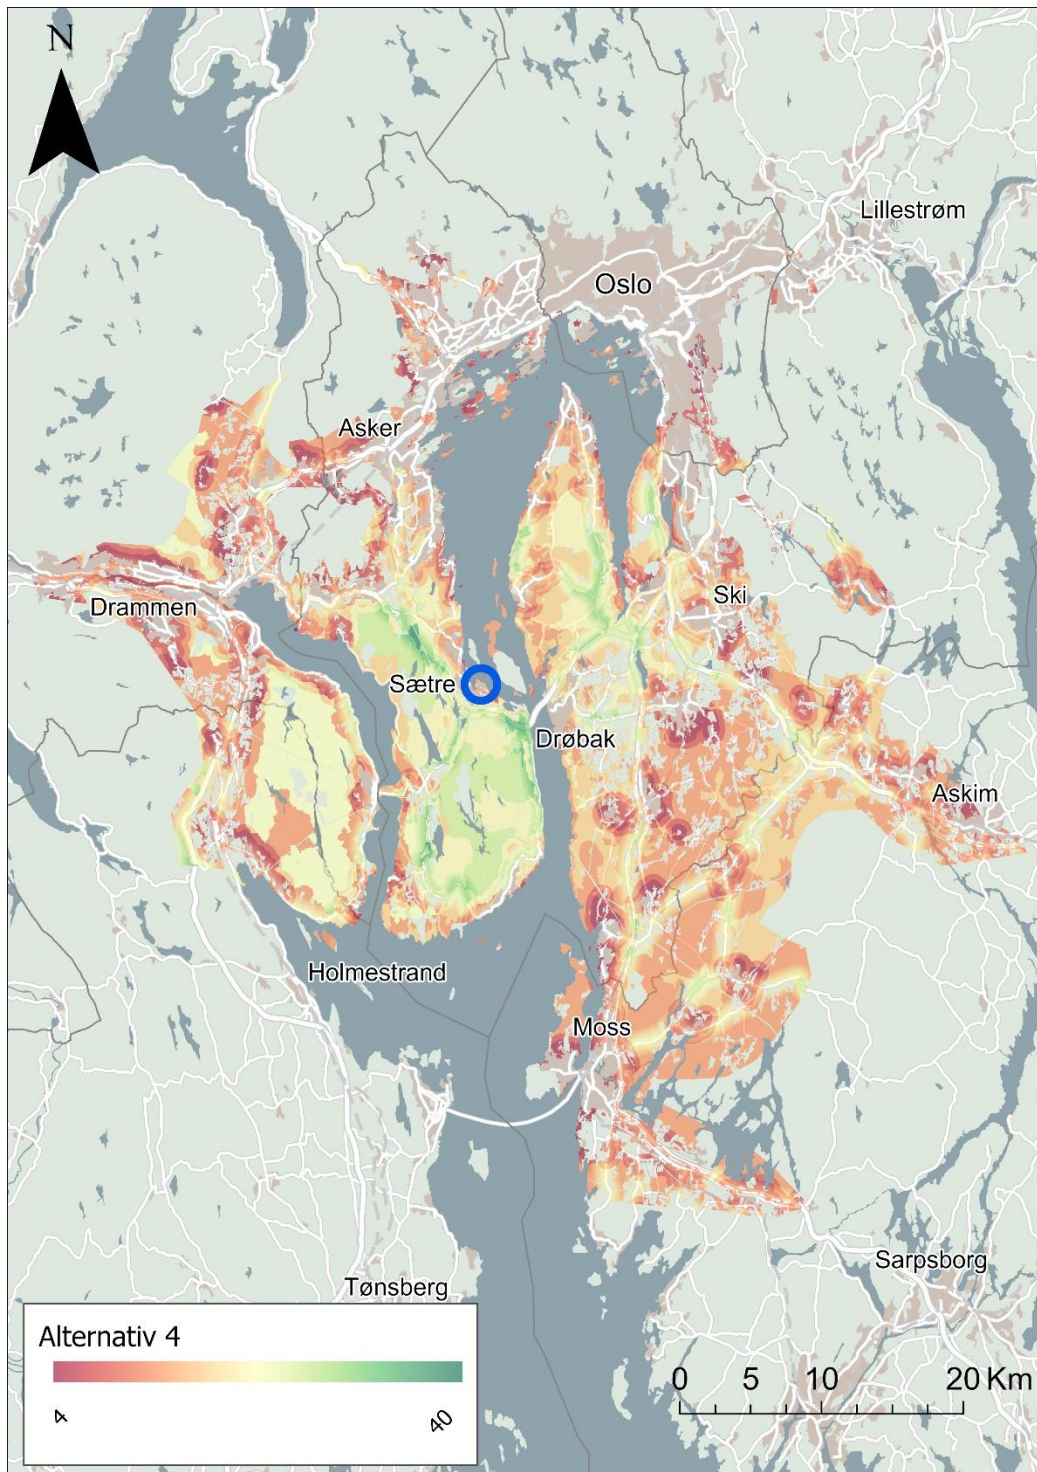 N
Lillestrøm
Oslo
Asker
Drammen
Ski
Sætre
Drøbak
Askim
Holmestrand
Moss
Sarpsborg
Tønsberg
Alternativ 4
4
40
0 5 10 20 Km